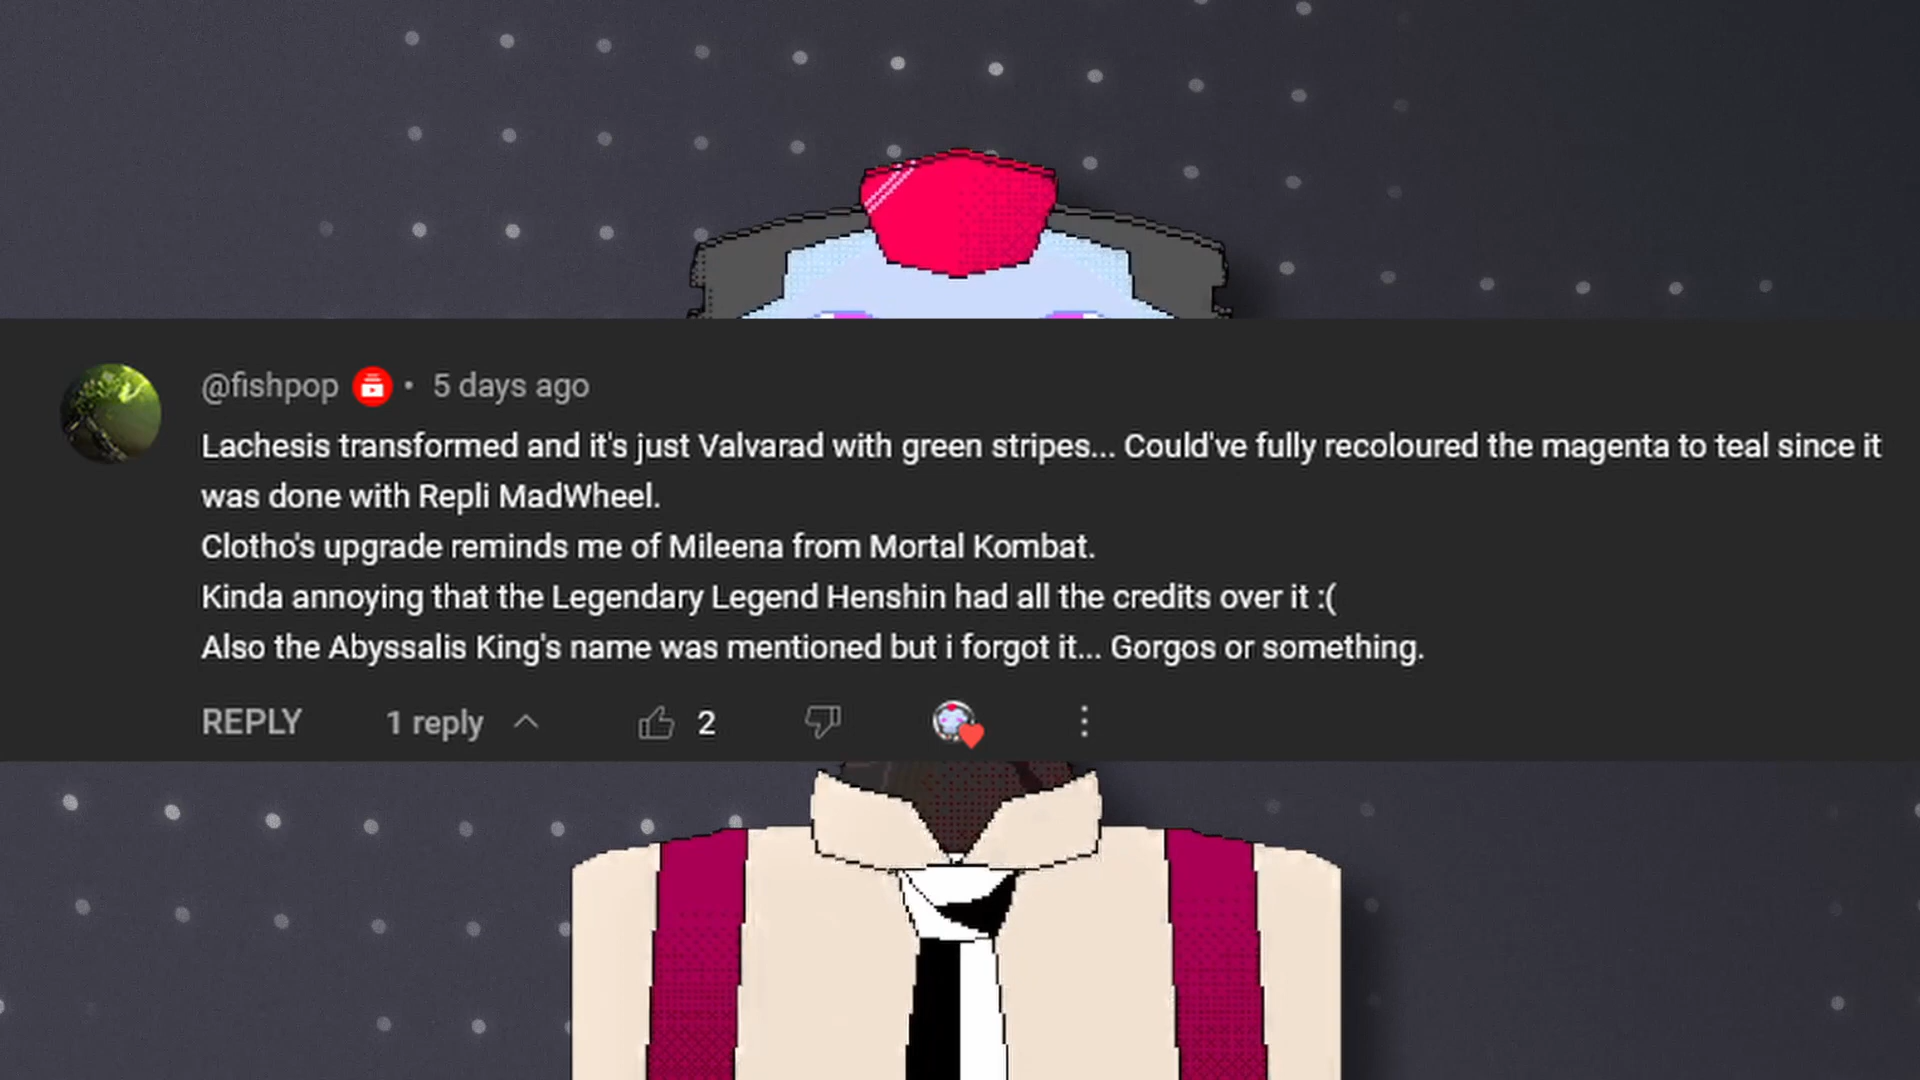 @fishpop • 5 days ago
Lachesis transformed and it's just Valvarad with green stripes... Could've fully recoloured the magenta to teal since it
was done with Repli MadWheel.
Clotho's upgrade reminds me of Mileena from Mortal Kombat.
Kinda annoying that the Legendary Legend Henshin had all the credits over it :(
Also the Abyssalis King's name was mentioned but i forgot it... Gorgos or something.
REPLY 1 reply 2